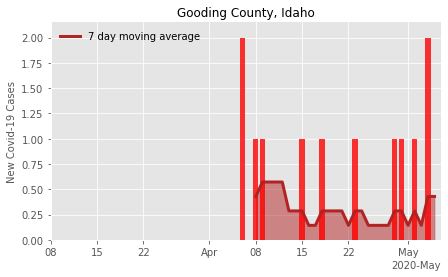 Gooding County, Idaho
7 day moving average
New Covid-19 Cases
2.00
1.75
1.50
1.25
1.00
0.75
0.50
0.25
0.00
08 15 22 Apr 08 15 22 May
2020-May